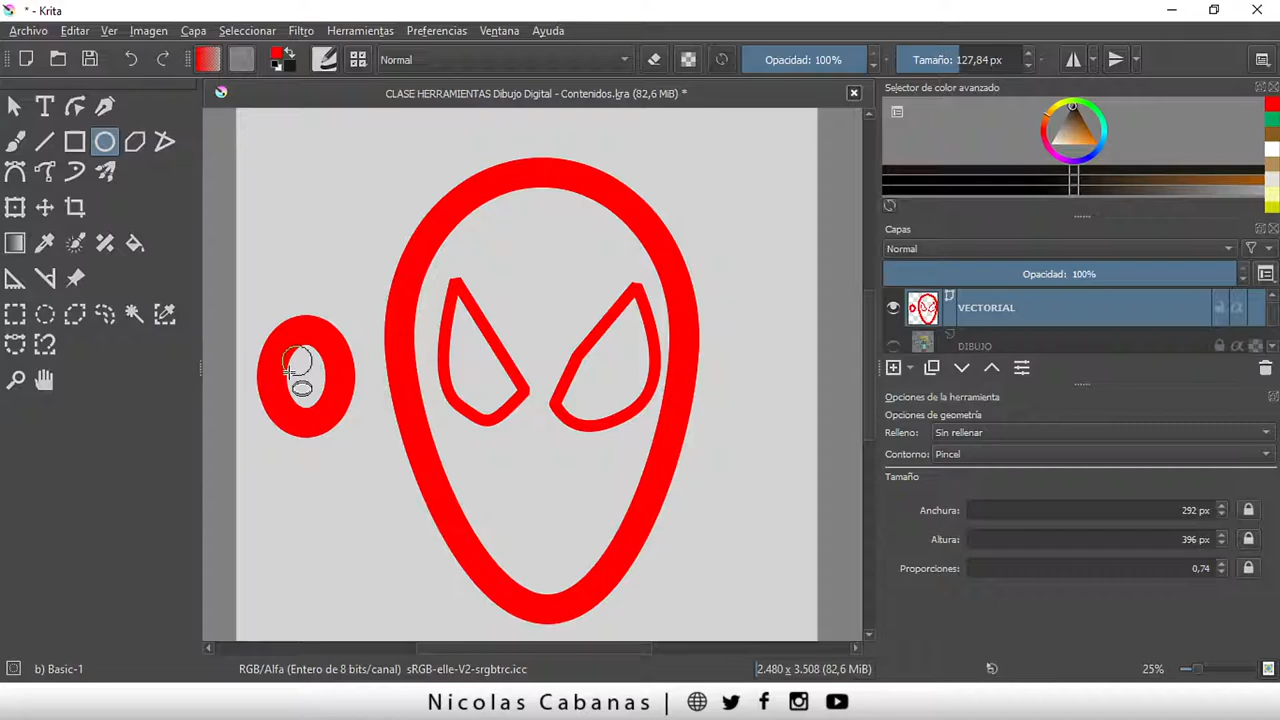 * - Krita
Archivo Editar Ver Imagen Capa Seleccionar Filtro Herramientas Preferencias Ventana Ayuda
Normal
Opacidad: 100%
Tamaño: 127,84 px
CLASE HERRAMIENTAS Dibujo Digital - Contenidos.kra (82,6 MiB) *
Selector de color avanzado
Capas
Normal
Opacidad: 100%
VECTORIAL
DIBUJO
Opciones de la herramienta
Opciones de geometría
Relleno: Sin rellenar
Contorno: Pincel
Tamaño
Anchura: 292 px
Altura: 396 px
Proporciones: 0,74
b) Basic-1
RGB/Alfa (Entero de 8 bits/canal) sRGB-elle-V2-srgbtrc.icc
2.480 x 3.508 (82,6 MiB)
25%
Nicolas Cabanas |